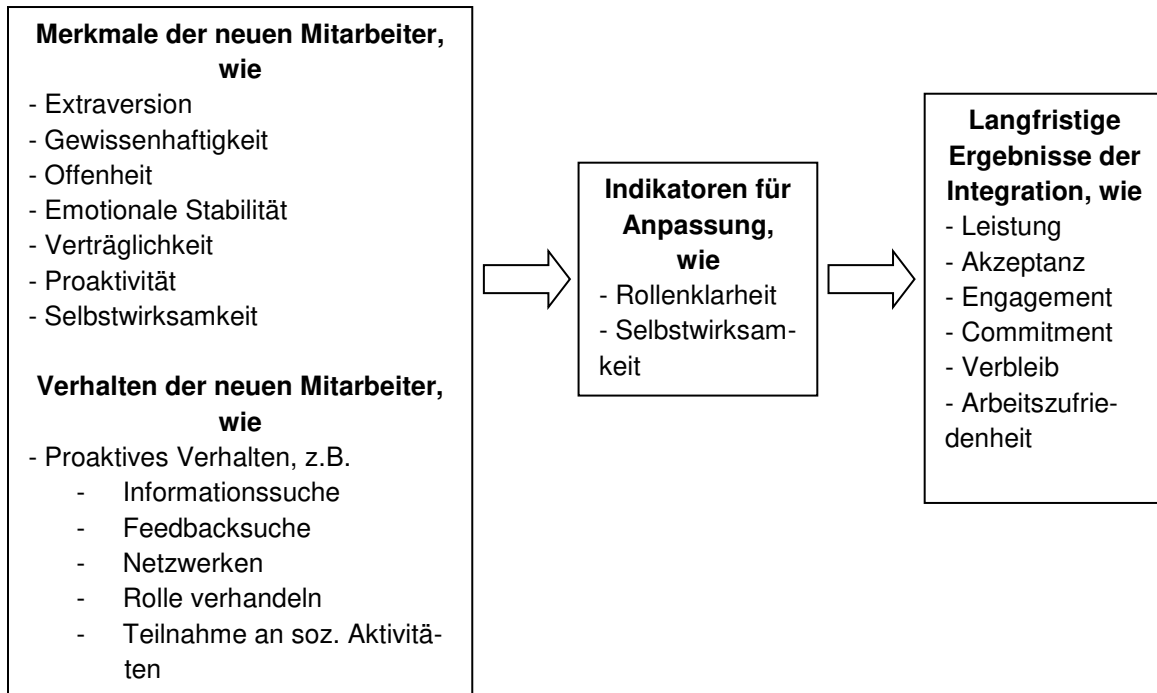 Merkmale der neuen Mitarbeiter,
wie
- Extraversion
- Gewissenhaftigkeit
- Offenheit
- Emotionale Stabilität
- Verträglichkeit
- Proaktivität
- Selbstwirksamkeit
Verhalten der neuen Mitarbeiter,
wie
- Proaktives Verhalten, z.B.
- Informationssuche
- Feedbacksuche
- Netzwerken
- Rolle verhandeln
- Teilnahme an soz. Aktivitä-
ten
Indikatoren für
Anpassung,
wie
- Rollenklarheit
- Selbstwirksam-
keit
Langfristige
Ergebnisse der
Integration, wie
- Leistung
- Akzeptanz
- Engagement
- Commitment
- Verbleib
- Arbeitszufrie-
denheit